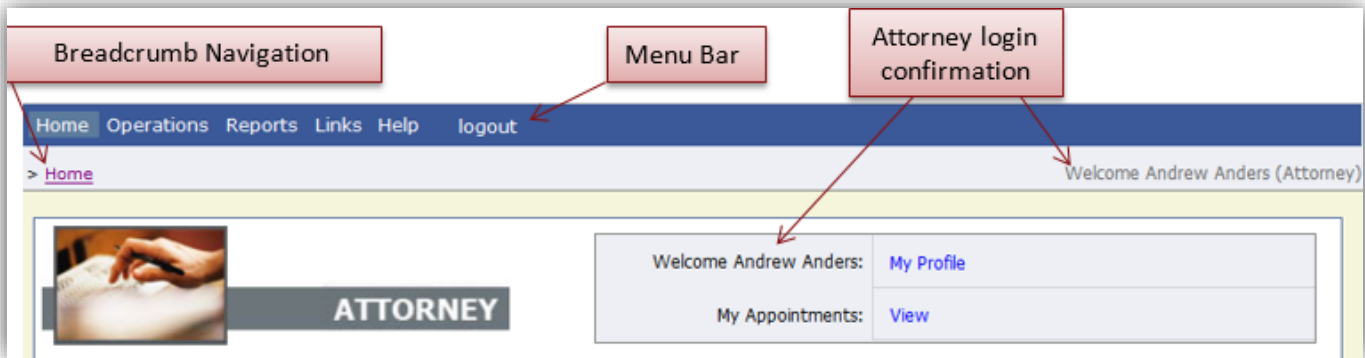 Breadcrumb Navigation
Menu Bar
Attorney login
confirmation
Home Operations Reports Links Help logout
> Home
Welcome Andrew Anders (Attorney)
ATTORNEY
Welcome Andrew Anders: My Profile
My Appointments: View